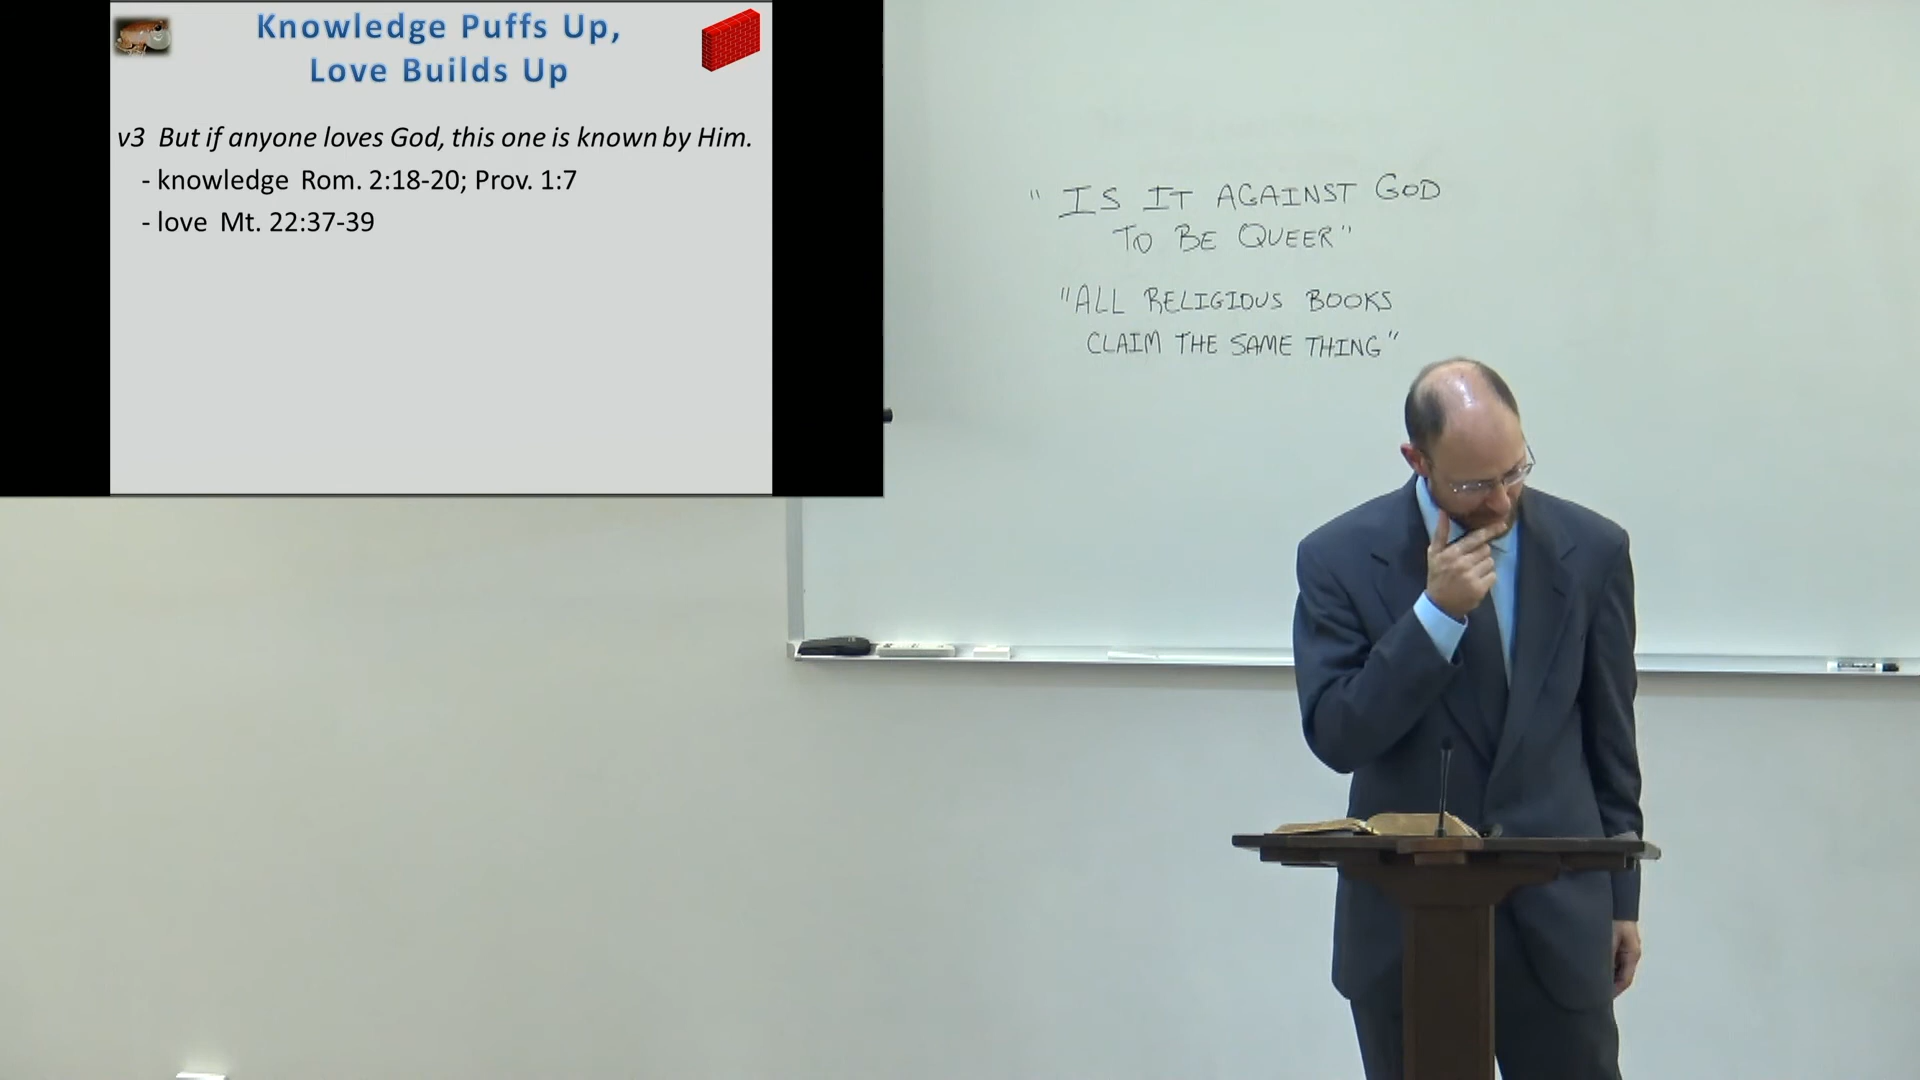 Knowledge Puffs Up,
Love Builds Up
v3 But if anyone loves God, this one is known by Him.
- knowledge Rom. 2:18-20; Prov. 1:7
- love Mt. 22:37-39
" IS IT AGAINST GOD
TO BE QUEER"
"ALL RELIGIOUS BOOKS
CLAIM THE SAME THING"